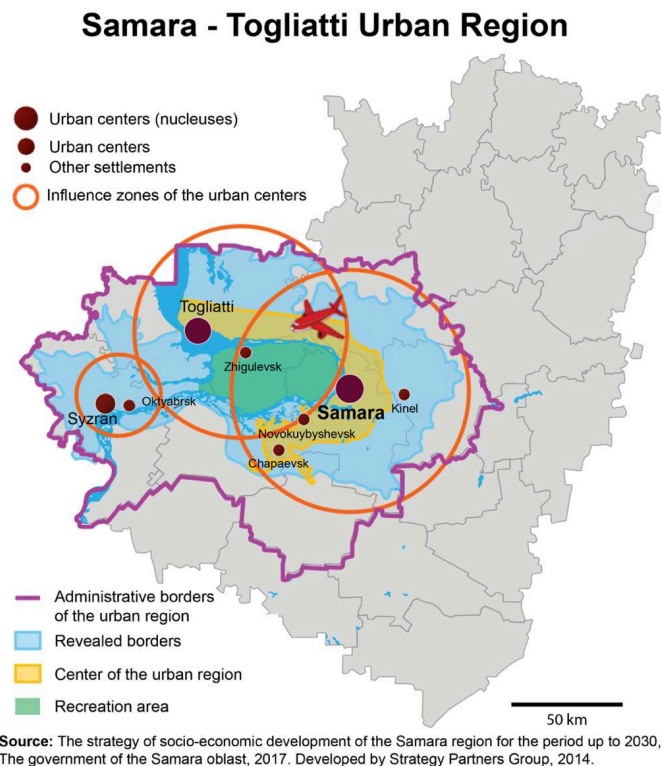 Samara - Togliatti Urban Region
Urban centers (nucleuses)
Urban centers
Other settlements
Influence zones of the urban centers
Togliatti
Zhigulevsk
Oktyabrsk
Syzran
Samara
Kinel
Novokuybyshevsk
Chapaevsk
Administrative borders
of the urban region
Revealed borders
Center of the urban region
Recreation area
50 km
Source: The strategy of socio-economic development of the Samara region for the period up to 2030,
The government of the Samara oblast, 2017. Developed by Strategy Partners Group, 2014.